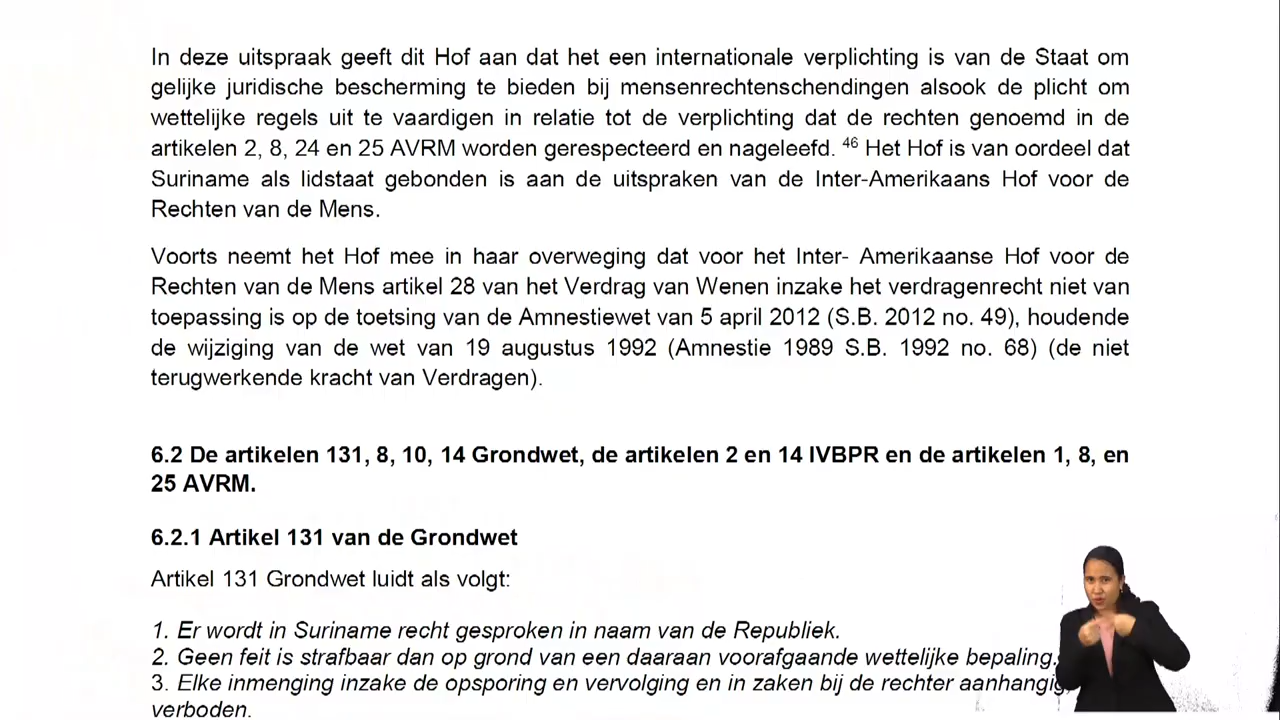 In deze uitspraak geeft dit Hof aan dat het een internationale verplichting is van de Staat om
gelijke juridische bescherming te bieden bij mensenrechtenschendingen alsook de plicht om
wettelijke regels uit te vaardigen in relatie tot de verplichting dat de rechten genoemd in de
artikelen 2, 8, 24 en 25 AVRM worden gerespecteerd en nageleefd. 46 Het Hof is van oordeel dat
Suriname als lidstaat gebonden is aan de uitspraken van de Inter-Amerikaans Hof voor de
Rechten van de Mens.
Voorts neemt het Hof mee in haar overweging dat voor het Inter- Amerikaanse Hof voor de
Rechten van de Mens artikel 28 van het Verdrag van Wenen inzake het verdragenrecht niet van
toepassing is op de toetsing van de Amnestiewet van 5 april 2012 (S.B. 2012 no. 49), houdende
de wijziging van de wet van 19 augustus 1992 (Amnestie 1989 S.B. 1992 no. 68) (de niet
terugwerkende kracht van Verdragen).
6.2 De artikelen 131, 8, 10, 14 Grondwet, de artikelen 2 en 14 IVBPR en de artikelen 1, 8, en
25 AVRM.
6.2.1 Artikel 131 van de Grondwet
Artikel 131 Grondwet luidt als volgt:
1. Er wordt in Suriname recht gesproken in naam van de Republiek.
2. Geen feit is strafbaar dan op grond van een daaraan voorafgaande wettelijke bepaling.
3. Elke inmenging inzake de opsporing en vervolging en in zaken bij de rechter aanhangig,
verboden.